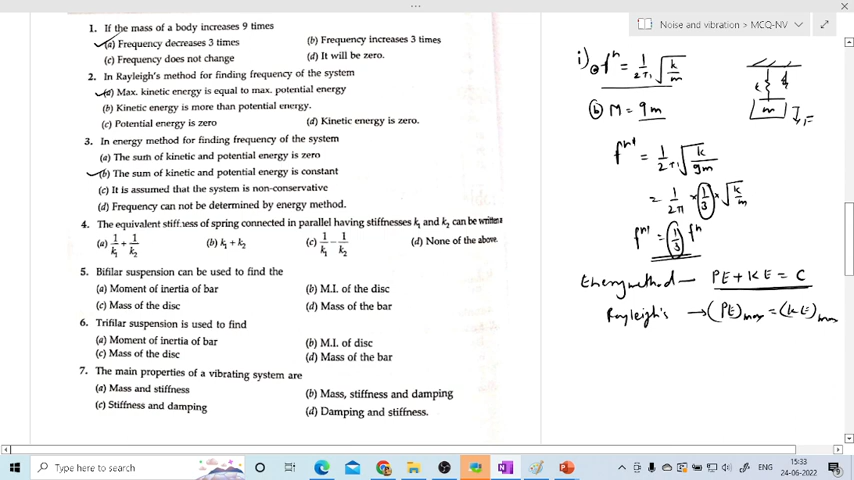 Noise and vibration > MCQ-NV
1. If the mass of a body increases 9 times
(a) Frequency decreases 3 times
(b) Frequency increases 3 times
(c) Frequency does not change
(d) It will be zero.
2. In Rayleigh's method for finding frequency of the system
(a) Max. kinetic energy is equal to max. potential energy
(b) Kinetic energy is more than potential energy.
(c) Potential energy is zero
(d) Kinetic energy is zero.
3. In energy method for finding frequency of the system
(a) The sum of kinetic and potential energy is zero
(b) The sum of kinetic and potential energy is constant
(c) It is assumed that the system is non-conservative
(d) Frequency can not be determined by energy method.
4. The equivalent stiffness of spring connected in parallel having stiffnesses k₁ and k₂ can be written a
(a) 1/k₁ + 1/k₂
(b) k₁ + k₂
(c) 1/k₁ − 1/k₂
(d) None of the above.
5. Bifilar suspension can be used to find the
(a) Moment of inertia of bar
(b) M.I. of the disc
(c) Mass of the disc
(d) Mass of the bar
6. Trifilar suspension is used to find
(a) Moment of inertia of bar
(b) M.I. of disc
(c) Mass of the disc
(d) Mass of the bar
7. The main properties of a vibrating system are
(a) Mass and stiffness
(b) Mass, stiffness and damping
(c) Stiffness and damping
(d) Damping and stiffness.
i) fⁿ = 1/2π √k/m
k
m
F
(b) M = 9m
fⁿ' = 1/2π √k/9m
= 1/2π × 1/3 × √k/m
fⁿ' = 1/3 fⁿ
Energy method — PE + KE = C
Rayleigh's → (PE)max = (KE)max
Type here to search
ENG
15:33
24-06-2022